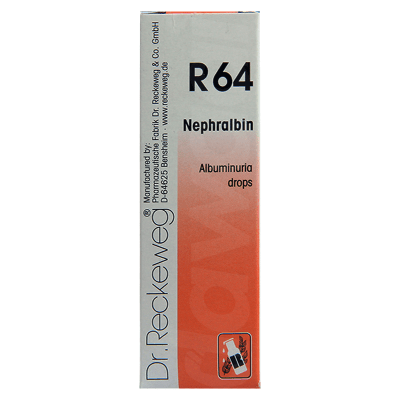 R64
Nephralbin
Albuminuria
drops
Dr.Reckeweg®
Manufactured by:
Pharmazeutische Fabrik Dr. Reckeweg & Co. GmbH
D-64625 Bensheim - www.reckeweg.de